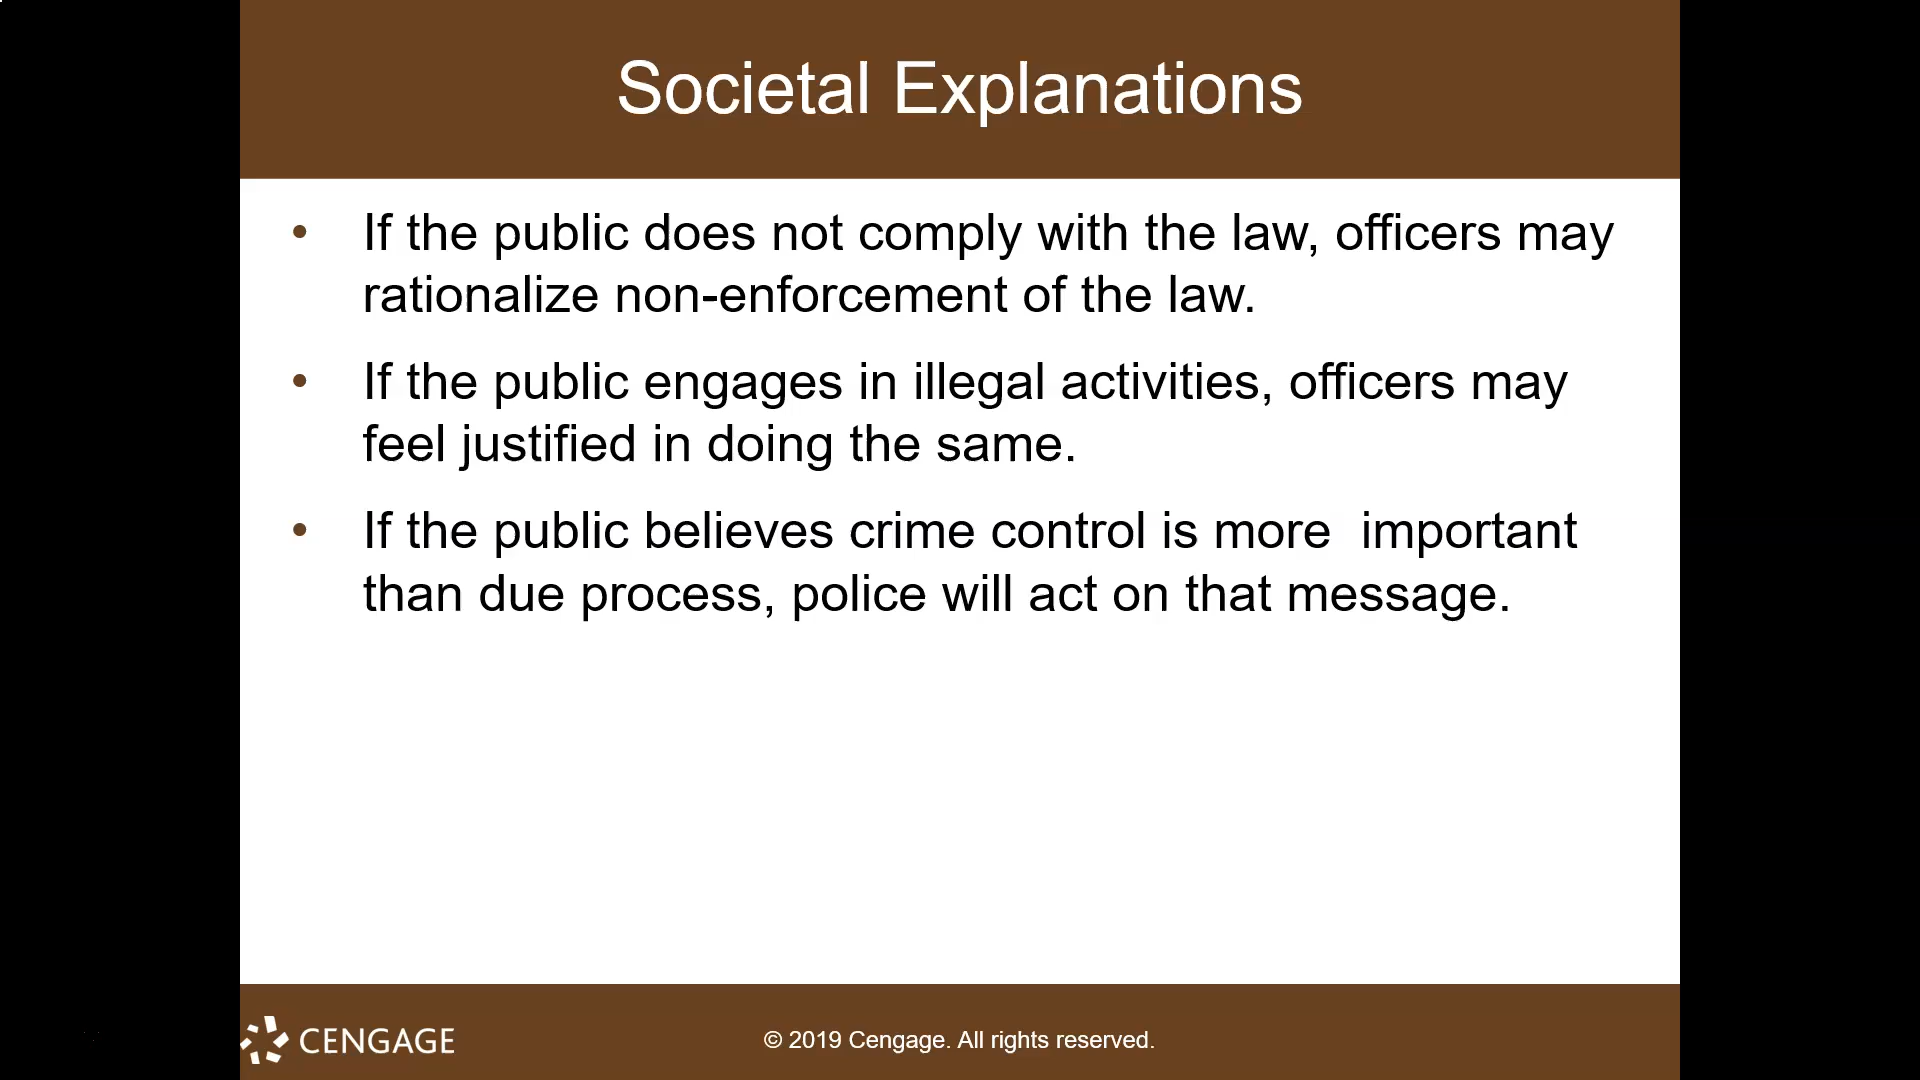 Societal Explanations
• If the public does not comply with the law, officers may
rationalize non-enforcement of the law.
• If the public engages in illegal activities, officers may
feel justified in doing the same.
• If the public believes crime control is more  important
than due process, police will act on that message.
CENGAGE
© 2019 Cengage. All rights reserved.